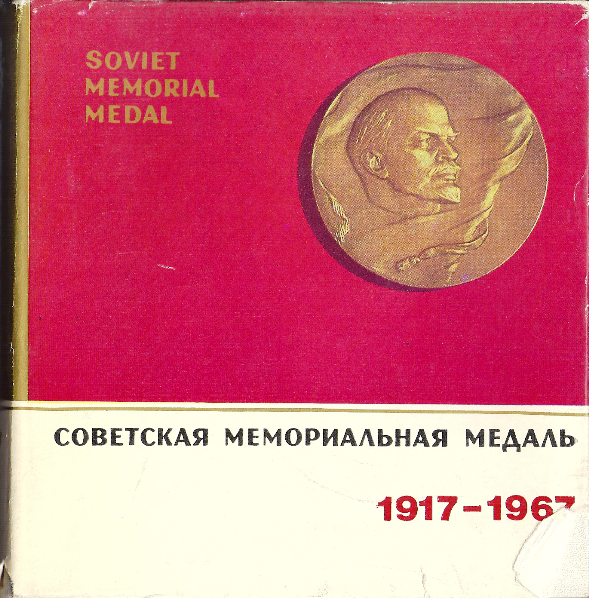 SOVIET
MEMORIAL
MEDAL
СОВЕТСКАЯ МЕМОРИАЛЬНАЯ МЕДАЛЬ
1917-1967